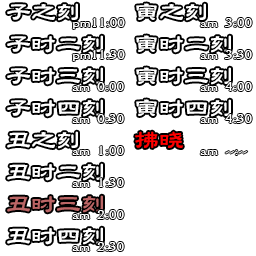 子之刻 pm11:00
子时二刻 pm11:30
子时三刻 am 0:00
子时四刻 am 0:30
丑之刻 am 1:00
丑时二刻 am 1:30
丑时三刻 am 2:00
丑时四刻 am 2:30
寅之刻 am 3:00
寅时二刻 am 3:30
寅时三刻 am 4:00
寅时四刻 am 4:30
拂晓 am --:--